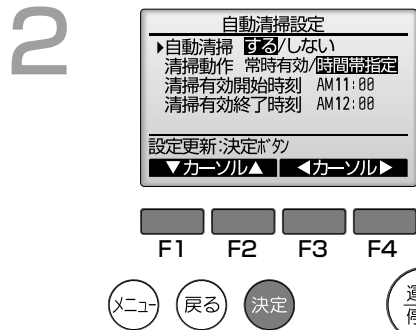 2
自動清掃設定
▶自動清掃 する/しない
清掃動作 常時有効/時間帯指定
清掃有効開始時刻 AM11:00
清掃有効終了時刻 AM12:00
設定更新:決定ボタン
▼カーソル▲ ◀カーソル▶
F1 F2 F3 F4
メニュー 戻る 決定